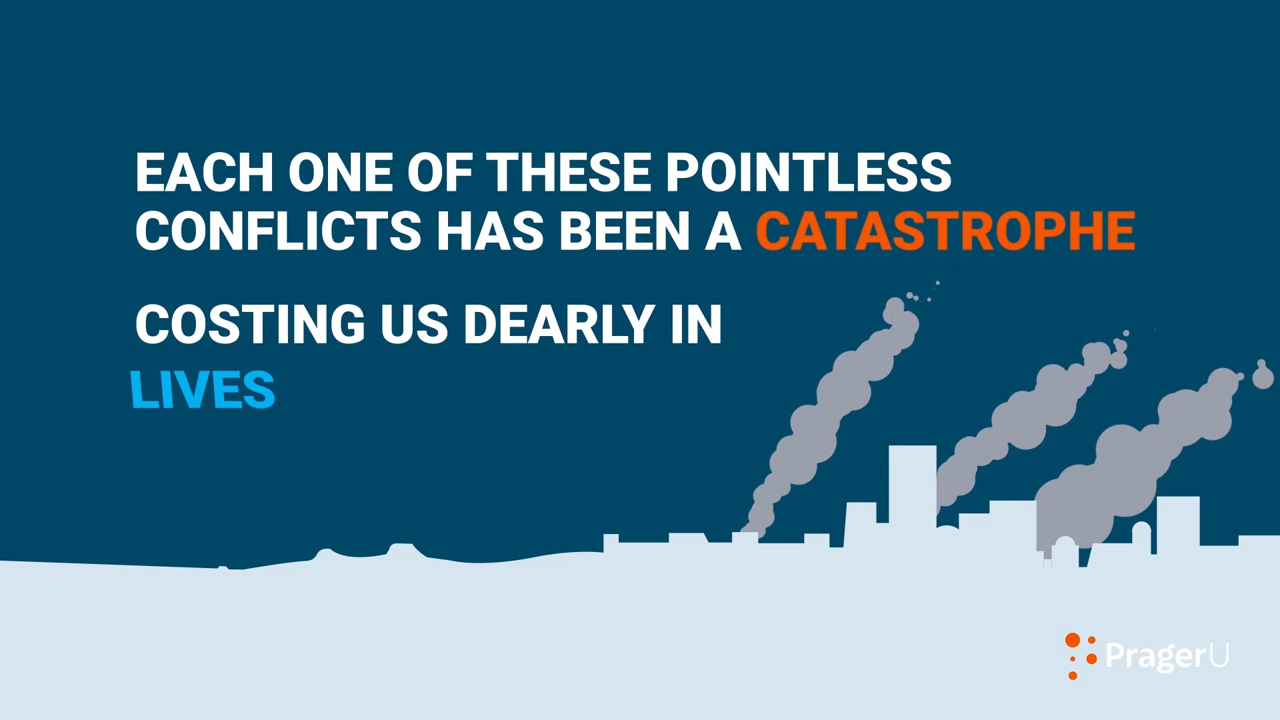 EACH ONE OF THESE POINTLESS
CONFLICTS HAS BEEN A CATASTROPHE
COSTING US DEARLY IN
LIVES
PragerU